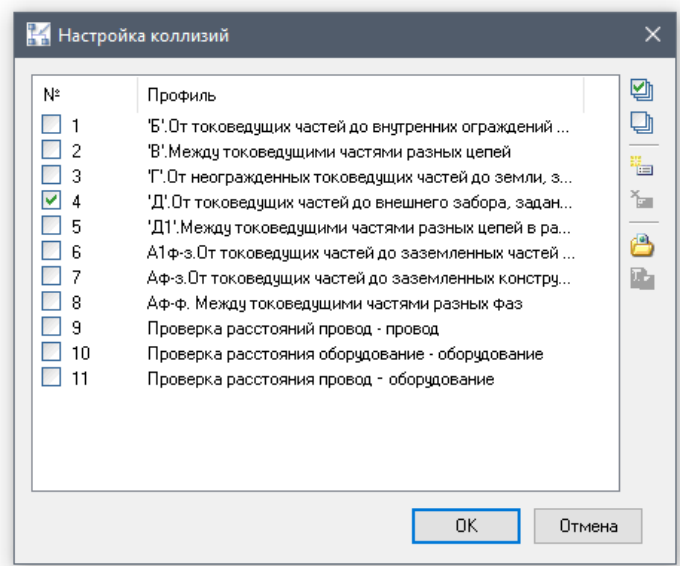 Настройка коллизий
№ Профиль
1 'Б'.От токоведущих частей до внутренних ограждений ...
2 'В'.Между токоведущими частями разных цепей
3 'Г'.От неогражденных токоведущих частей до земли, з...
4 'Д'.От токоведущих частей до внешнего забора, задан...
5 'Д1'.Между токоведущими частями разных цепей в ра...
6 А1ф-з.От токоведущих частей до заземленных частей ...
7 Аф-з.От токоведущих частей до заземленных констру...
8 Аф-ф. Между токоведущими частями разных фаз
9 Проверка расстояний провод - провод
10 Проверка расстояния оборудование - оборудование
11 Проверка расстояния провод - оборудование
OK Отмена